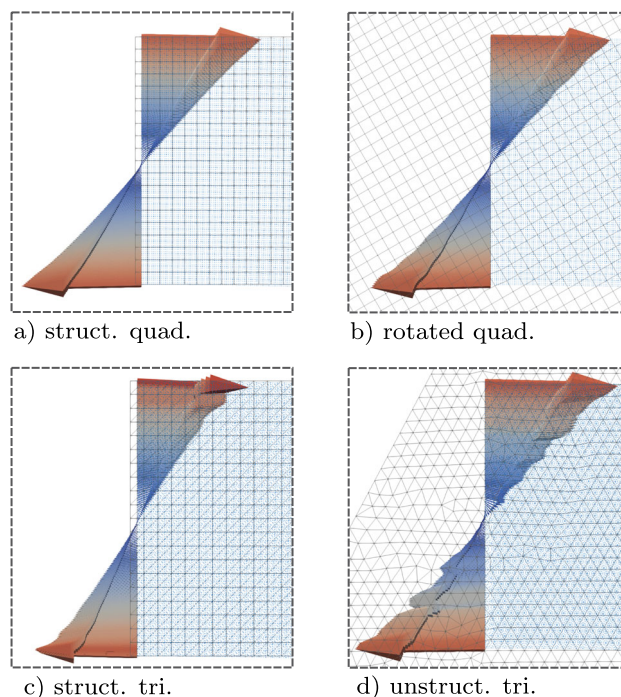 a) struct. quad.
b) rotated quad.
c) struct. tri.
d) unstruct. tri.